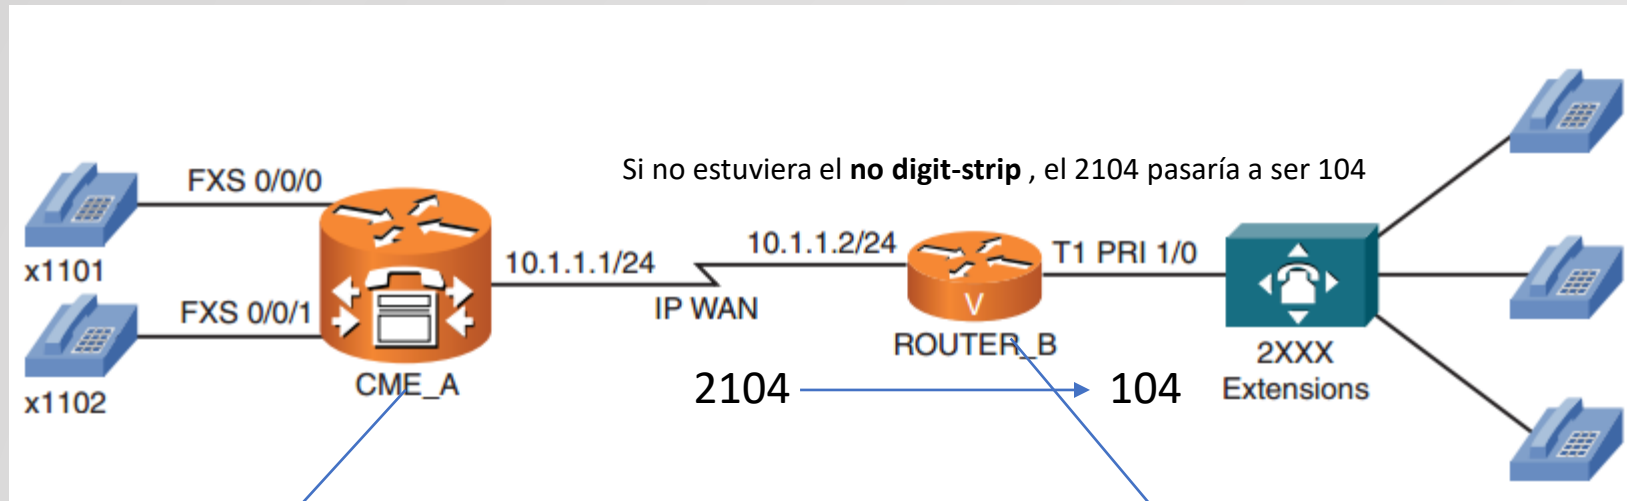 Si no estuviera el no digit-strip , el 2104 pasaría a ser 104
FXS 0/0/0
x1101
FXS 0/0/1
x1102
CME_A
10.1.1.1/24
IP WAN
10.1.1.2/24
V
ROUTER_B
T1 PRI 1/0
2XXX
Extensions
2104
104